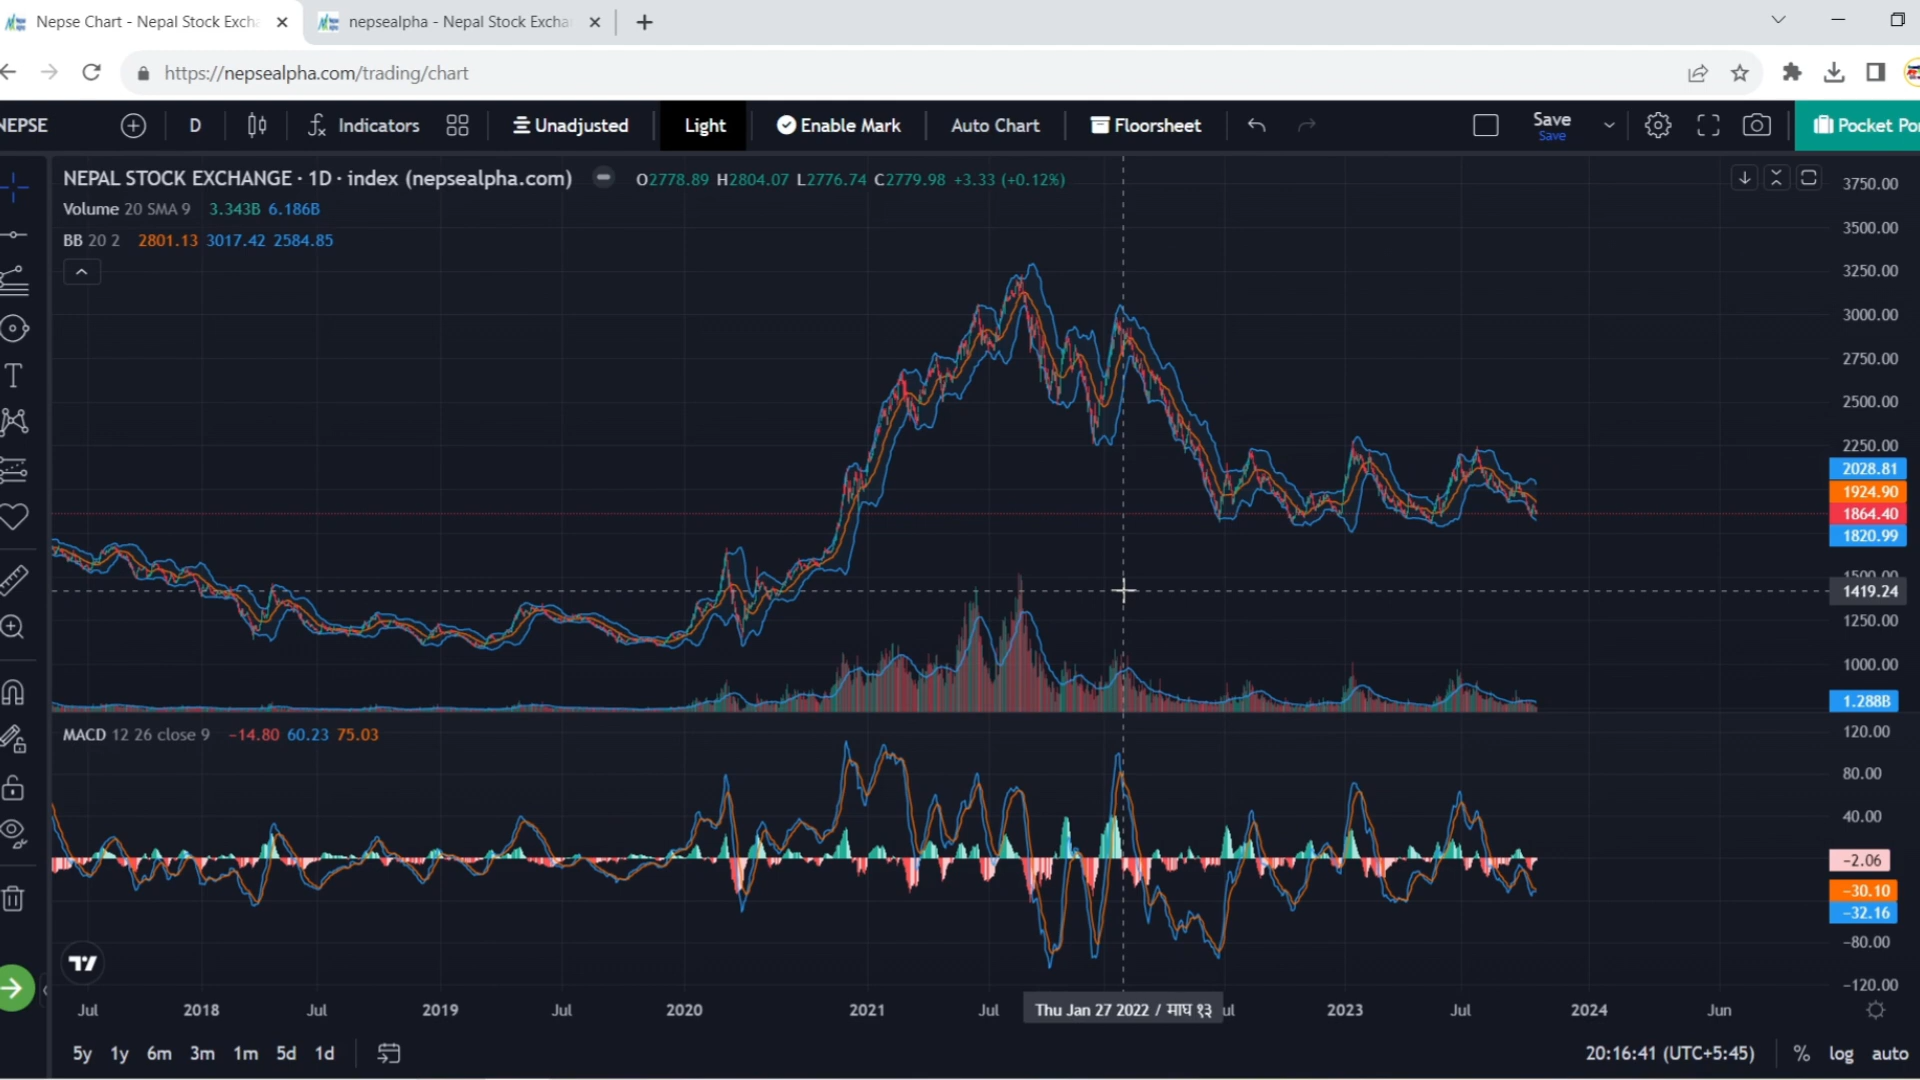 Nepse Chart - Nepal Stock Excha
nepsealpha - Nepal Stock Excha
https://nepsealpha.com/trading/chart
NEPSE D Indicators Unadjusted Light Enable Mark Auto Chart Floorsheet Save Pocket Por
Save
NEPAL STOCK EXCHANGE · 1D · index (nepsealpha.com) O2778.89 H2804.07 L2776.74 C2779.98 +3.33 (+0.12%)
Volume 20 SMA 9 3.343B 6.186B
BB 20 2 2801.13 3017.42 2584.85
3750.00
3500.00
3250.00
3000.00
2750.00
2500.00
2250.00
2028.81
1924.90
1864.40
1820.99
1500.00
1419.24
1250.00
1000.00
1.288B
MACD 12 26 close 9 −14.80 60.23 75.03
120.00
80.00
40.00
−2.06
−30.10
−32.16
−80.00
−120.00
Jul 2018 Jul 2019 Jul 2020 2021 Jul Thu Jan 27 2022 / माघ १३ ul 2023 Jul 2024 Jun
5y 1y 6m 3m 1m 5d 1d 20:16:41 (UTC+5:45) % log auto